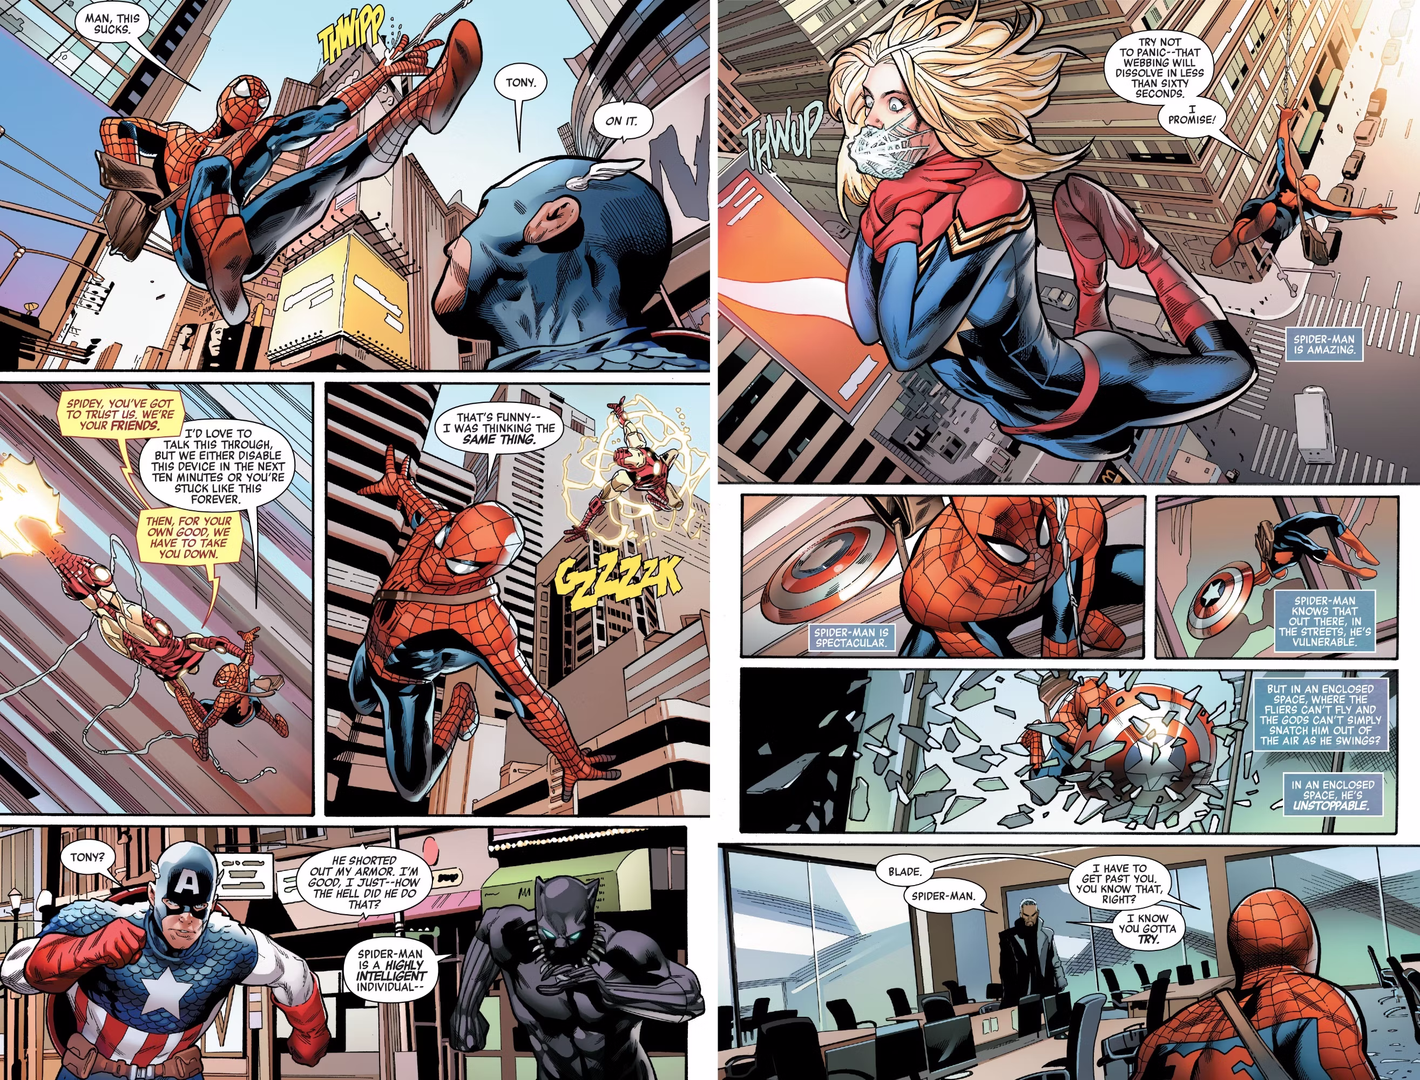 MAN, THIS
SUCKS.
THWIPP
TONY.
ON IT.
SPIDEY, YOU'VE GOT
TO TRUST US. WE'RE
YOUR FRIENDS.
I'D LOVE TO
TALK THIS THROUGH,
BUT WE EITHER DISABLE
THIS DEVICE IN THE NEXT
TEN MINUTES OR YOU'RE
STUCK LIKE THIS
FOREVER.
THEN, FOR YOUR
OWN GOOD, WE
HAVE TO TAKE
YOU DOWN.
THAT'S FUNNY--
I WAS THINKING THE
SAME THING.
GZZZZZK
TONY?
A
HE SHORTED
OUT MY ARMOR. I'M
GOOD, I JUST--HOW
THE HELL DID HE DO
THAT?
SPIDER-MAN
IS A HIGHLY
INTELLIGENT
INDIVIDUAL--
THWUP
TRY NOT
TO PANIC--THAT
WEBBING WILL
DISSOLVE IN LESS
THAN SIXTY
SECONDS.
I
PROMISE!
SPIDER-MAN
IS AMAZING.
SPIDER-MAN IS
SPECTACULAR.
SPIDER-MAN
KNOWS THAT
OUT THERE, IN
THE STREETS, HE'S
VULNERABLE.
BUT IN AN ENCLOSED
SPACE, WHERE THE
FLIERS CAN'T FLY AND
THE GODS CAN'T SIMPLY
SNATCH HIM OUT OF
THE AIR AS HE SWINGS?
IN AN ENCLOSED
SPACE, HE'S
UNSTOPPABLE.
BLADE.
SPIDER-MAN.
I HAVE TO
GET PAST YOU,
YOU KNOW THAT,
RIGHT?
I KNOW
YOU GOTTA
TRY.